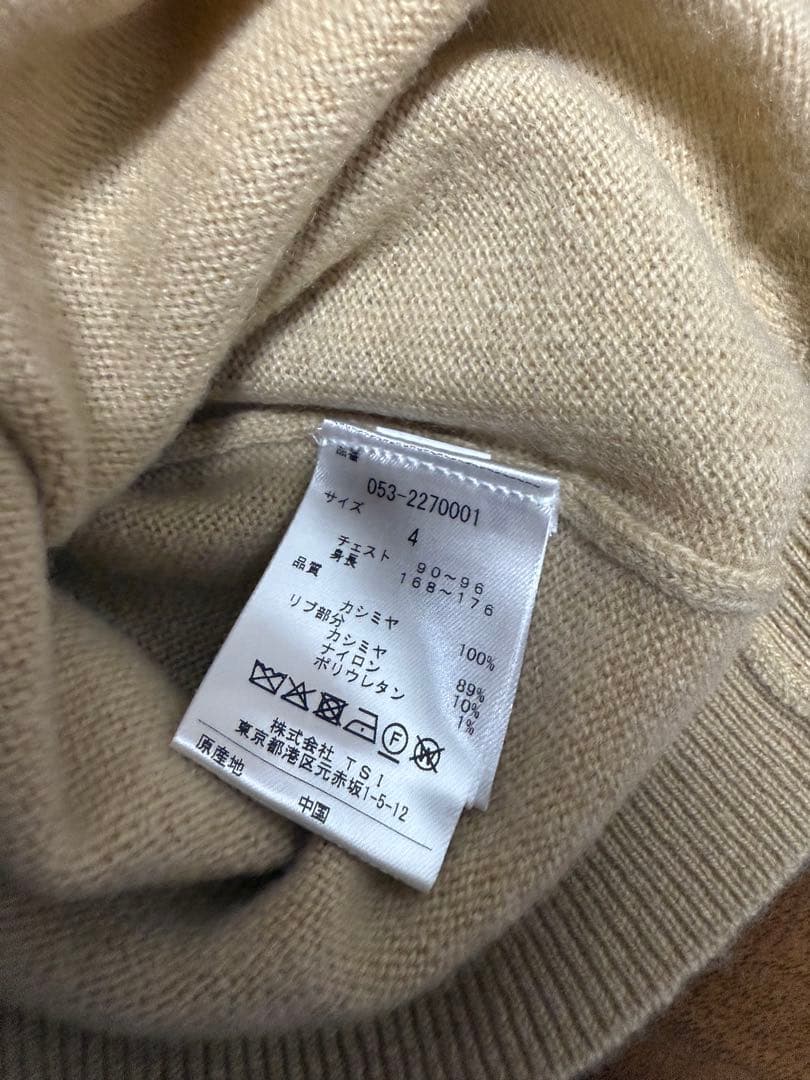 品番
053-2270001
サイズ
4
チェスト 90～96
身長 168～176
品質
カシミヤ 100%
リブ部分
カシミヤ 89%
ナイロン 10%
ポリウレタン 1%
F
W
株式会社 TSI
東京都港区元赤坂1-5-12
原産地
中国